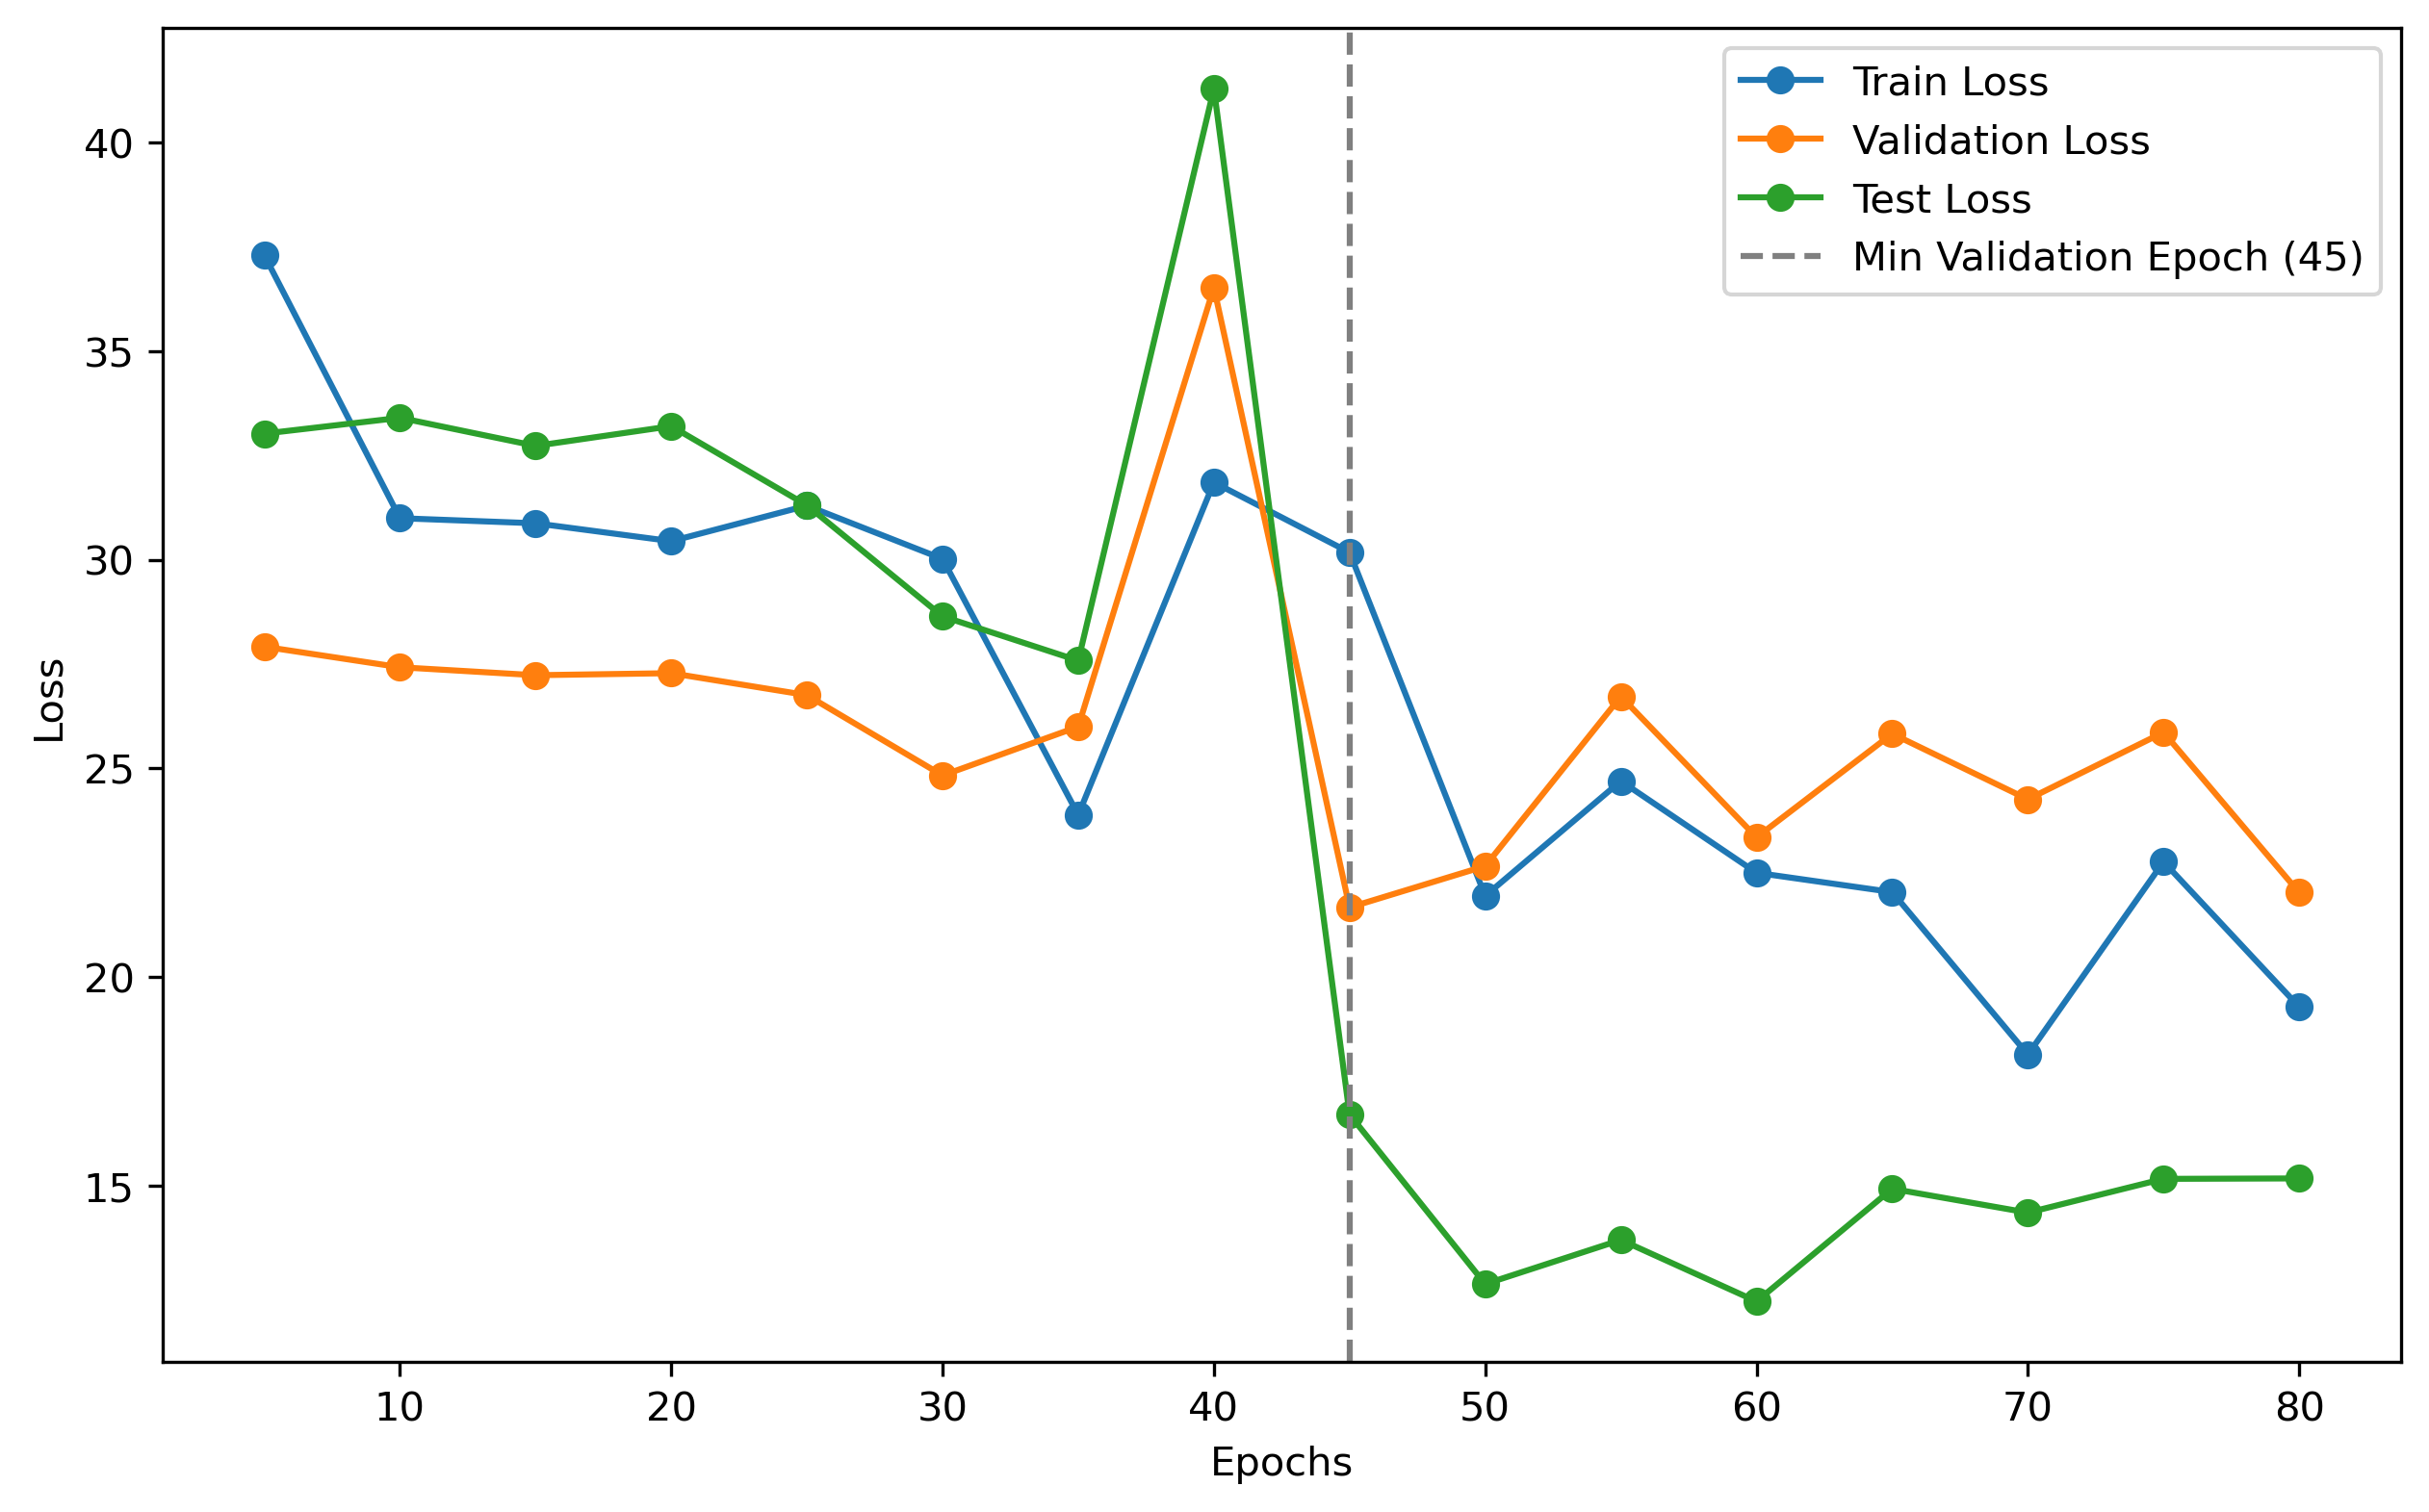 Train Loss
Validation Loss
Test Loss
Min Validation Epoch (45)
40
35
30
25
20
15
Loss
10 20 30 40 50 60 70 80
Epochs